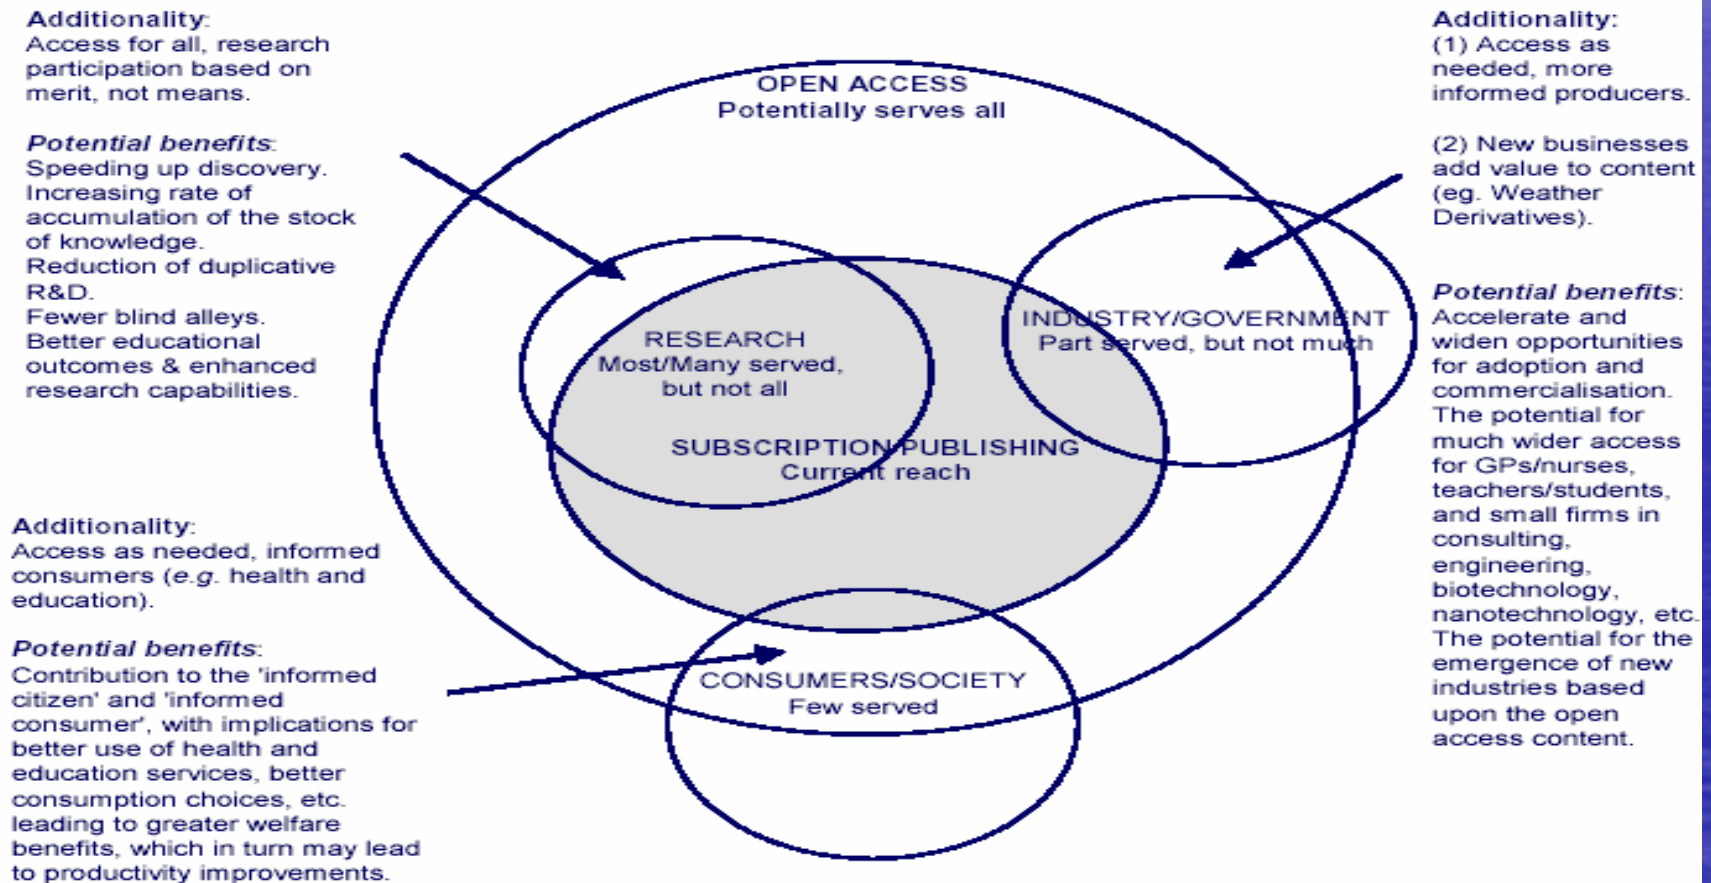 Additionality:
Access for all, research
participation based on
merit, not means.
Potential benefits:
Speeding up discovery.
Increasing rate of
accumulation of the stock
of knowledge.
Reduction of duplicative
R&D.
Fewer blind alleys.
Better educational
outcomes & enhanced
research capabilities.
Additionality:
Access as needed, informed
consumers (e.g. health and
education).
Potential benefits:
Contribution to the 'informed
citizen' and 'informed
consumer', with implications for
better use of health and
education services, better
consumption choices, etc.
leading to greater welfare
benefits, which in turn may lead
to productivity improvements.
OPEN ACCESS
Potentially serves all
RESEARCH
Most/Many served,
but not all
INDUSTRY/GOVERNMENT
Part served, but not much
SUBSCRIPTION PUBLISHING
Current reach
CONSUMERS/SOCIETY
Few served
Additionality:
(1) Access as
needed, more
informed producers.
(2) New businesses
add value to content
(eg. Weather
Derivatives).
Potential benefits:
Accelerate and
widen opportunities
for adoption and
commercialisation.
The potential for
much wider access
for GPs/nurses,
teachers/students,
and small firms in
consulting,
engineering,
biotechnology,
nanotechnology, etc.
The potential for the
emergence of new
industries based
upon the open
access content.